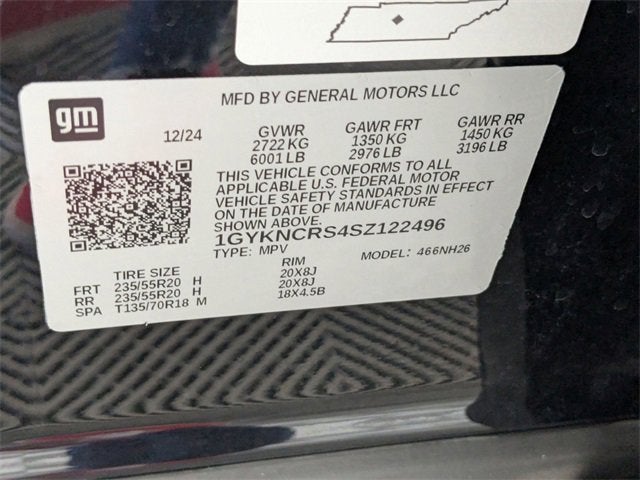 gm
MFD BY GENERAL MOTORS LLC
12/24
GVWR GAWR FRT GAWR RR
2722 KG 1350 KG 1450 KG
6001 LB 2976 LB 3196 LB
THIS VEHICLE CONFORMS TO ALL
APPLICABLE U.S. FEDERAL MOTOR
VEHICLE SAFETY STANDARDS IN EFFECT
ON THE DATE OF MANUFACTURE
SHOWN ABOVE.
1GYKNCRS4SZ122496
TYPE: MPV MODEL: 466NH26
TIRE SIZE RIM
FRT 235/55R20 H 20X8J
RR 235/55R20 H 20X8J
SPA T135/70R18 M 18X4.5B